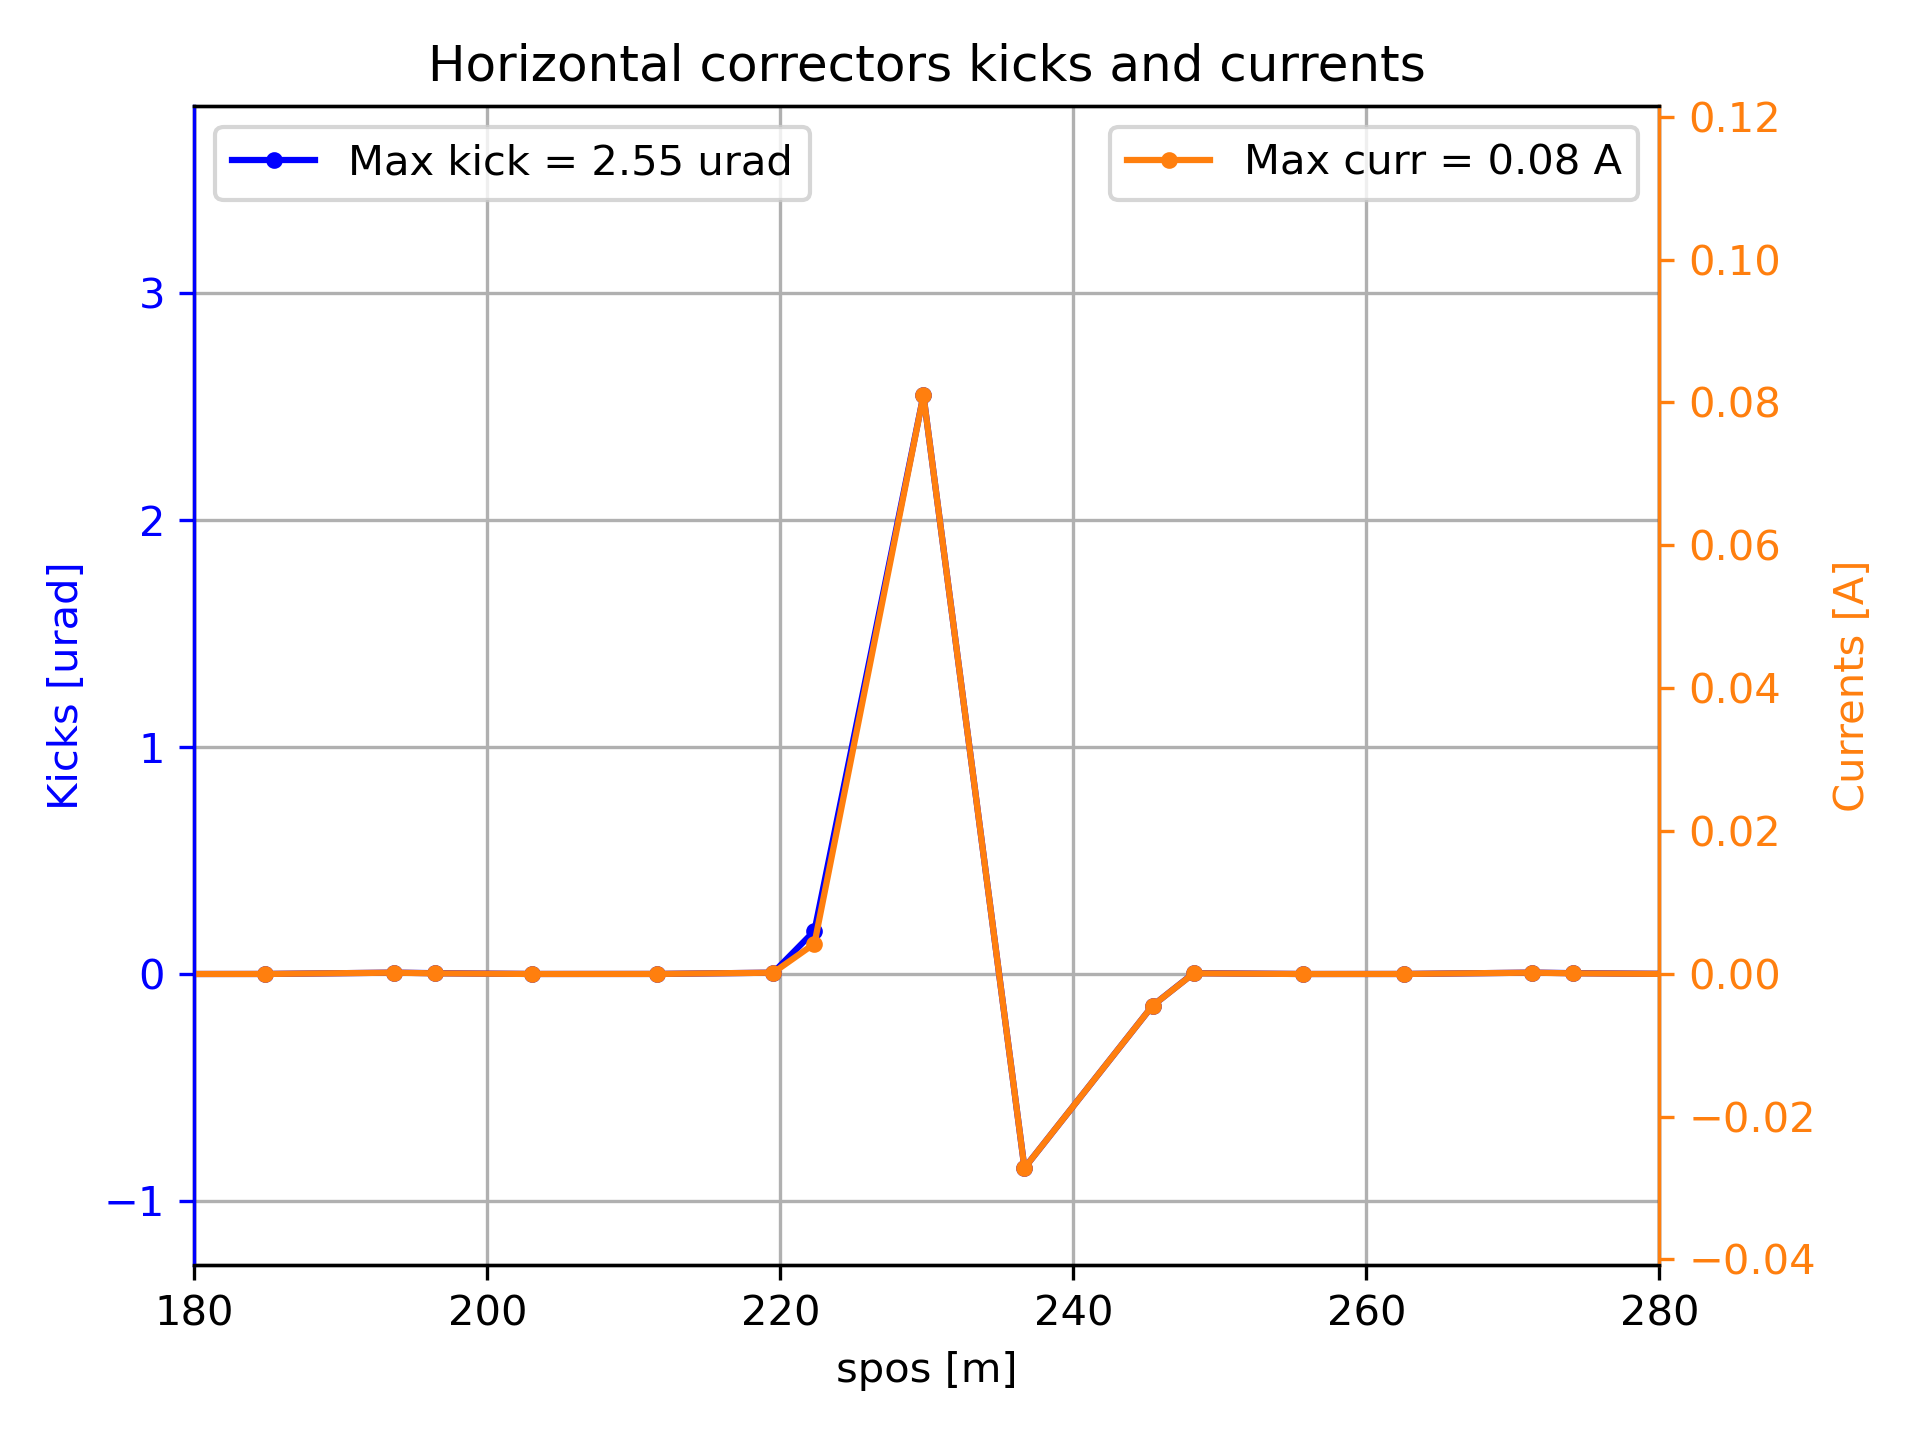 Horizontal correctors kicks and currents
Max kick = 2.55 urad
Max curr = 0.08 A
Kicks [urad]
3
2
1
0
−1
0.12
0.10
0.08
0.06
0.04
0.02
0.00
−0.02
−0.04
Currents [A]
180 200 220 240 260 280
spos [m]